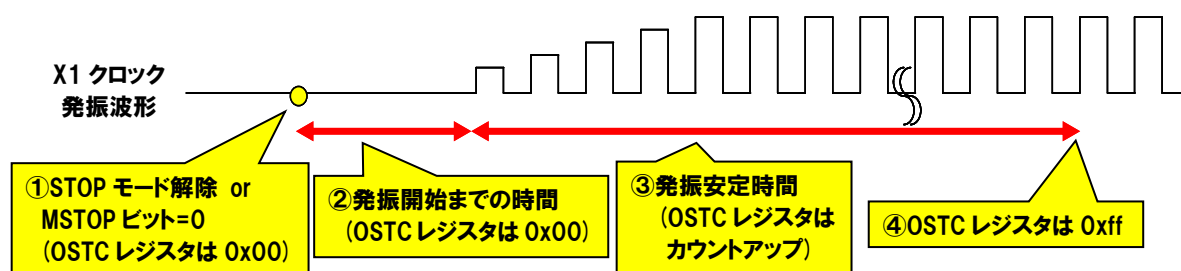 X1 クロック
発振波形
①STOP モード解除 or
MSTOP ビット=0
(OSTC レジスタは 0x00)
②発振開始までの時間
(OSTC レジスタは 0x00)
③発振安定時間
(OSTC レジスタは
カウントアップ)
④OSTC レジスタは 0xff